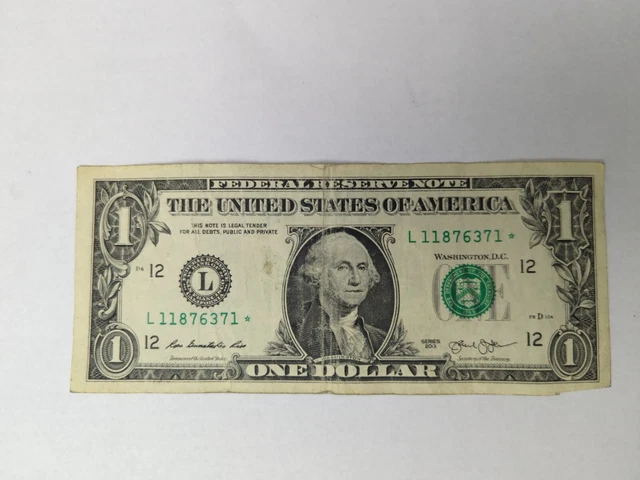 FEDERAL RESERVE NOTE
THE UNITED STATES OF AMERICA
1
1
THIS NOTE IS LEGAL TENDER
FOR ALL DEBTS, PUBLIC AND PRIVATE
L 11876371 *
WASHINGTON, D.C.
12
L
ONE
12
L 11876371 *
12
SERIES
2013
12
1
1
ONE DOLLAR